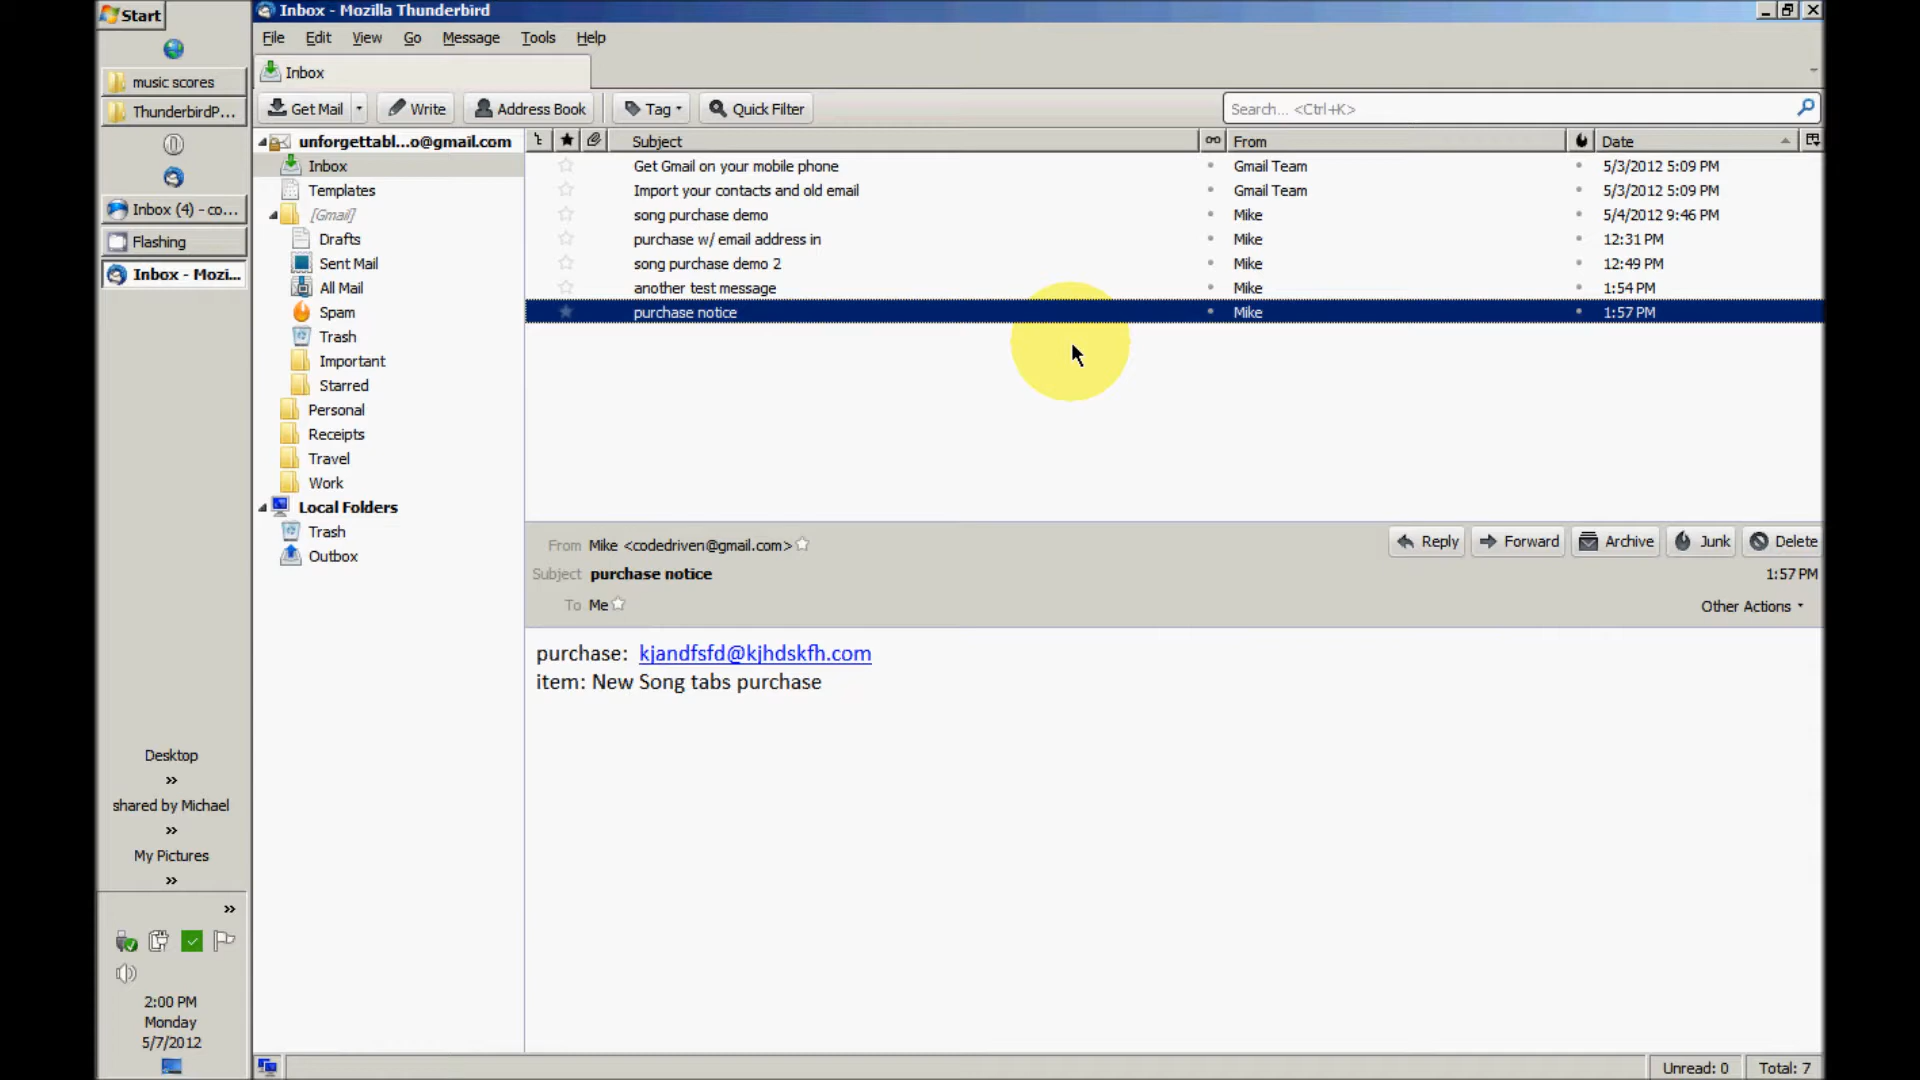 Start
Inbox - Mozilla Thunderbird
File Edit View Go Message Tools Help
music scores
ThunderbirdP...
Inbox (4) - co...
Flashing
Inbox - Mozi...
Desktop
»
shared by Michael
»
My Pictures
»
»
2:00 PM
Monday
5/7/2012
Inbox
Get Mail Write Address Book Tag Quick Filter Search... <Ctrl+K>
unforgettabl...o@gmail.com
Inbox
Templates
[Gmail]
Drafts
Sent Mail
All Mail
Spam
Trash
Important
Starred
Personal
Receipts
Travel
Work
Local Folders
Trash
Outbox
Subject From Date
Get Gmail on your mobile phone Gmail Team 5/3/2012 5:09 PM
Import your contacts and old email Gmail Team 5/3/2012 5:09 PM
song purchase demo Mike 5/4/2012 9:46 PM
purchase w/ email address in Mike 12:31 PM
song purchase demo 2 Mike 12:49 PM
another test message Mike 1:54 PM
purchase notice Mike 1:57 PM
From Mike <codedriven@gmail.com> Reply Forward Archive Junk Delete
Subject purchase notice 1:57 PM
To Me Other Actions
purchase: kjandfsfd@kjhdskfh.com
item: New Song tabs purchase
Unread: 0 Total: 7